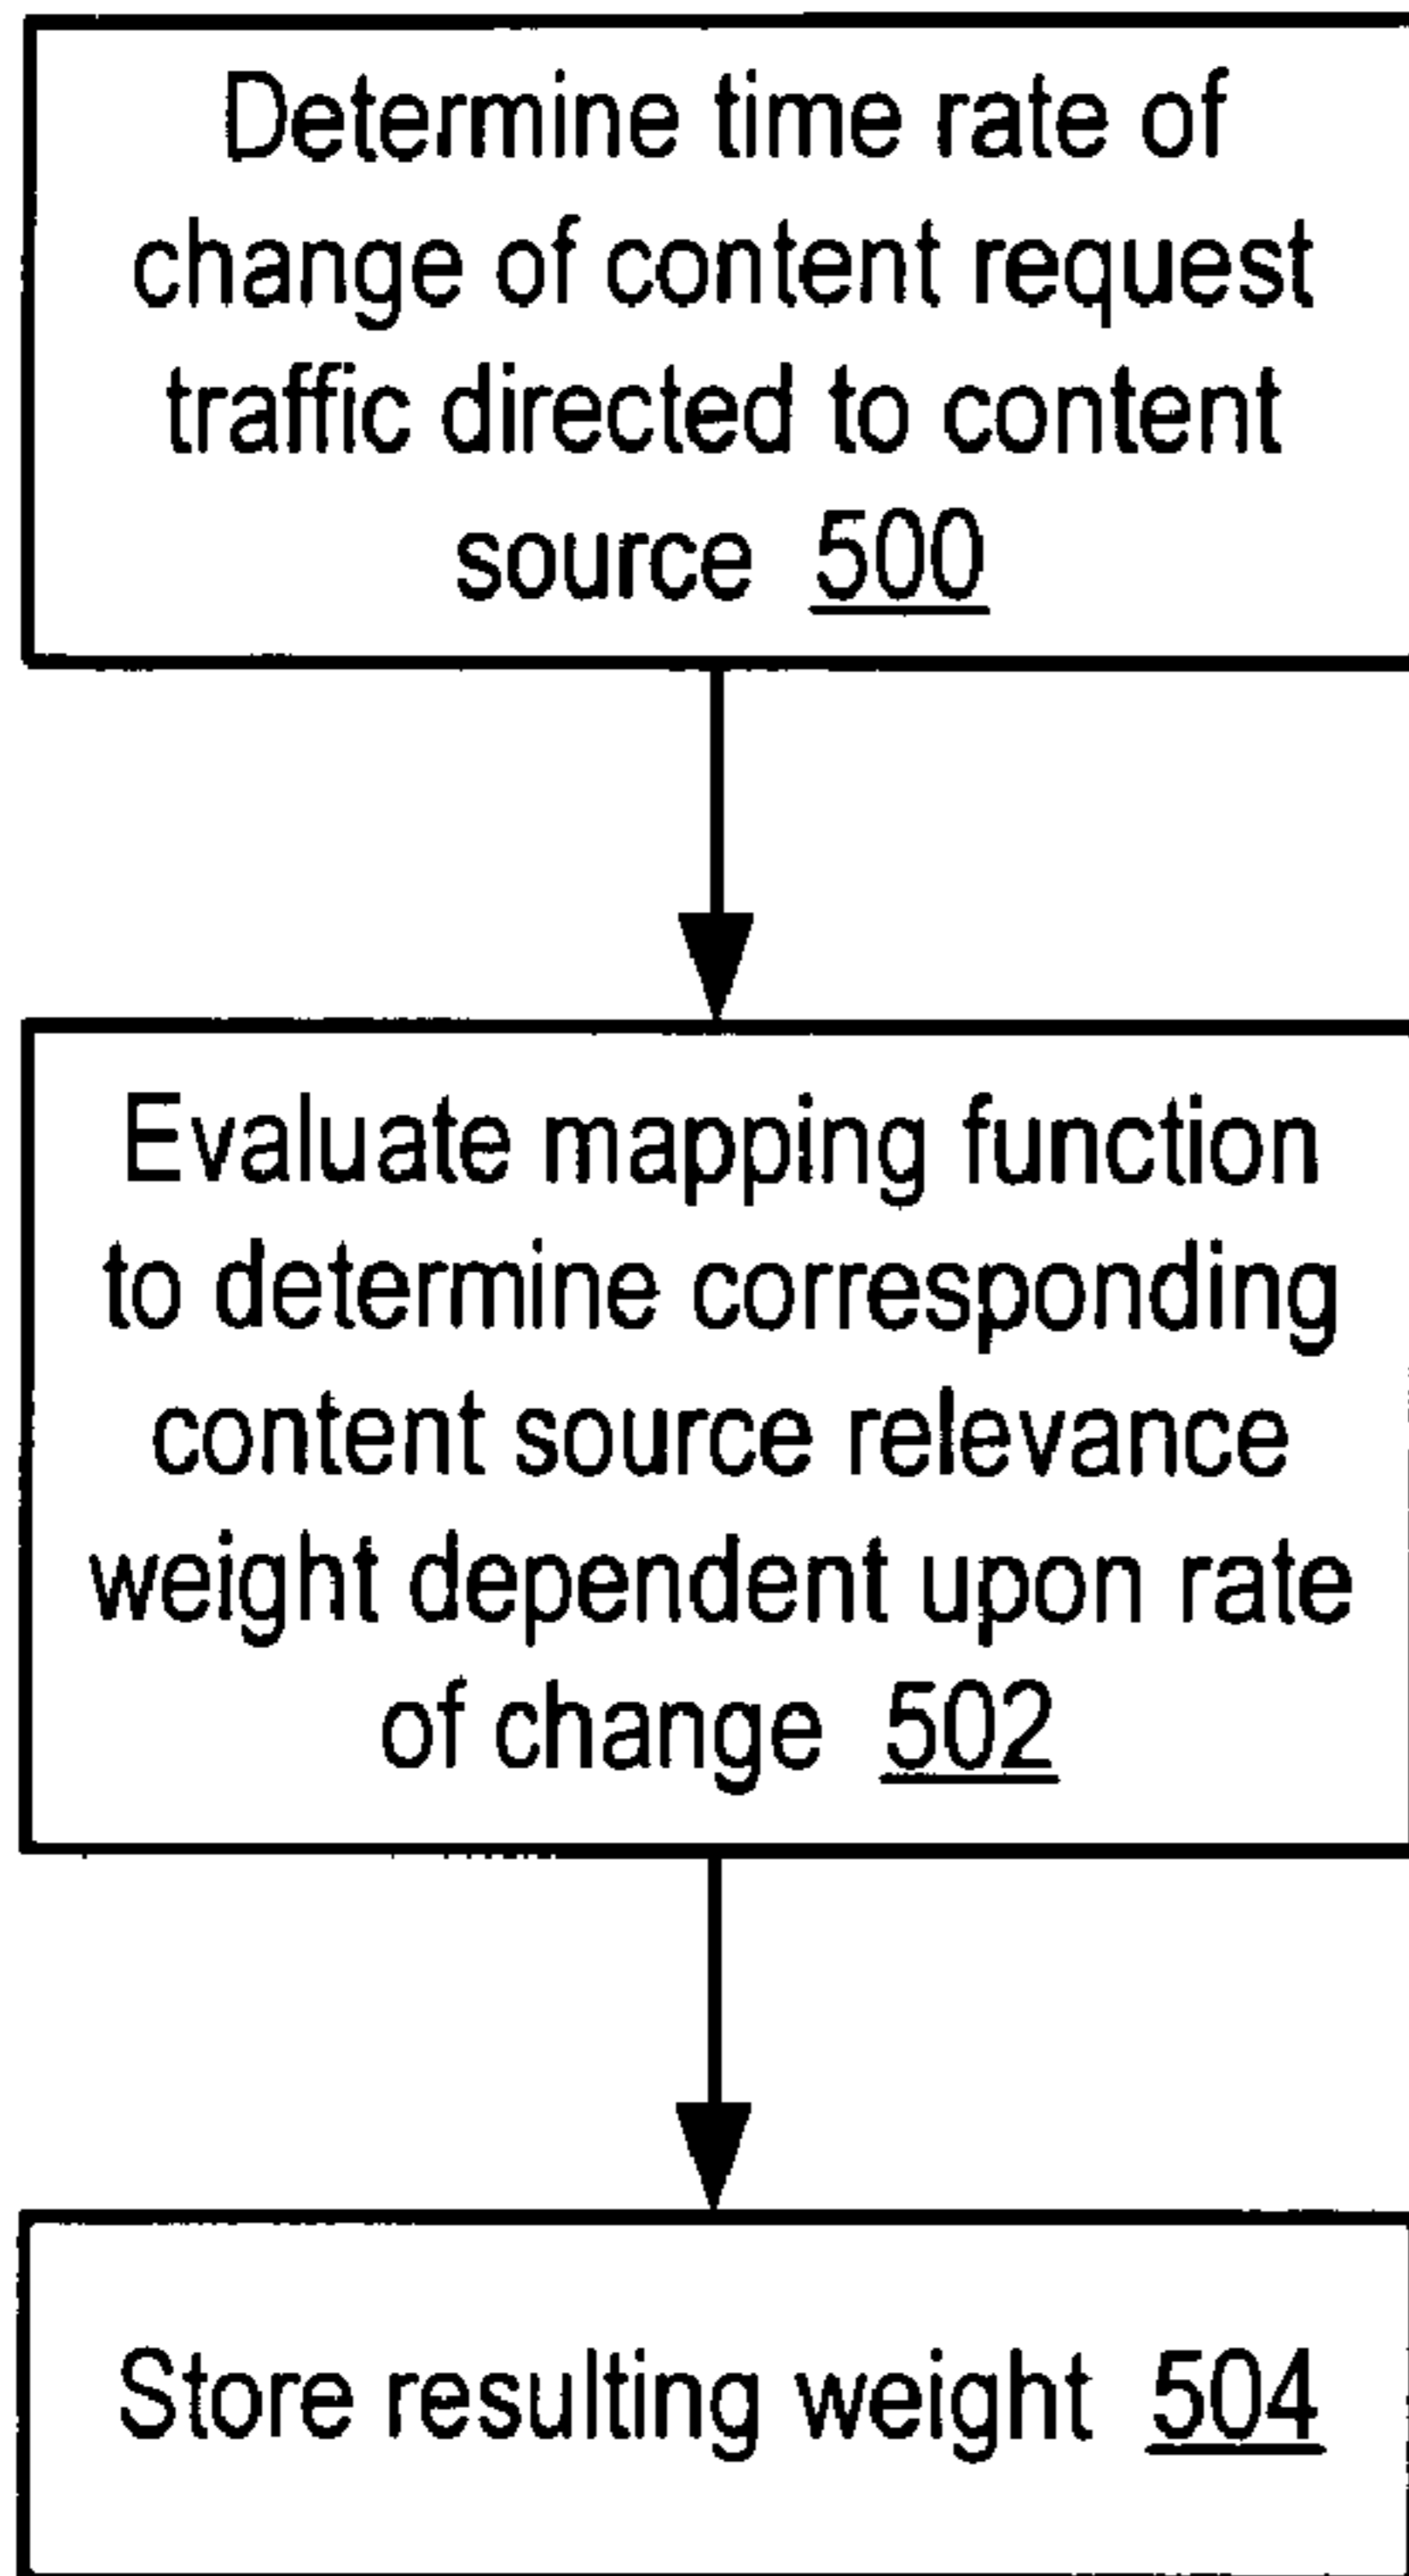 Determine time rate of
change of content request
traffic directed to content
source 500
Evaluate mapping function
to determine corresponding
content source relevance
weight dependent upon rate
of change 502
Store resulting weight 504